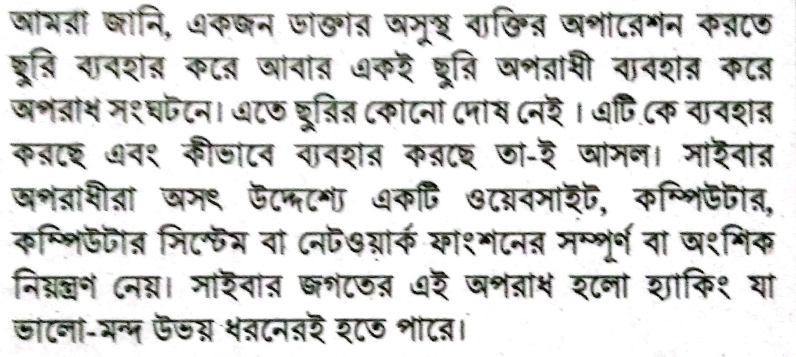 আমরা জানি, একজন ডাক্তার অসুস্থ ব্যক্তির অপারেশন করতে
ছুরি ব্যবহার করে আবার একই ছুরি অপরাধী ব্যবহার করে
অপরাধ সংঘটনে। এতে ছুরির কোনো দোষ নেই । এটি কে ব্যবহার
করছে এবং কীভাবে ব্যবহার করছে তা-ই আসল। সাইবার
অপরাধীরা অসৎ উদ্দেশ্যে একটি ওয়েবসাইট, কম্পিউটার,
কম্পিউটার সিস্টেম বা নেটওয়ার্ক ফাংশনের সম্পূর্ণ বা অংশিক
নিয়ন্ত্রণ নেয়। সাইবার জগতের এই অপরাধ হলো হ্যাকিং যা
ভালো-মন্দ উভয় ধরনেরই হতে পারে।